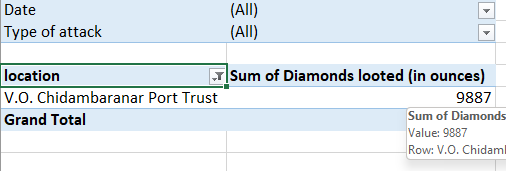 Date (All)
Type of attack (All)
location Sum of Diamonds looted (in ounces)
V.O. Chidambaranar Port Trust 9887
Grand Total
Sum of Diamonds
Value: 9887
Row: V.O.